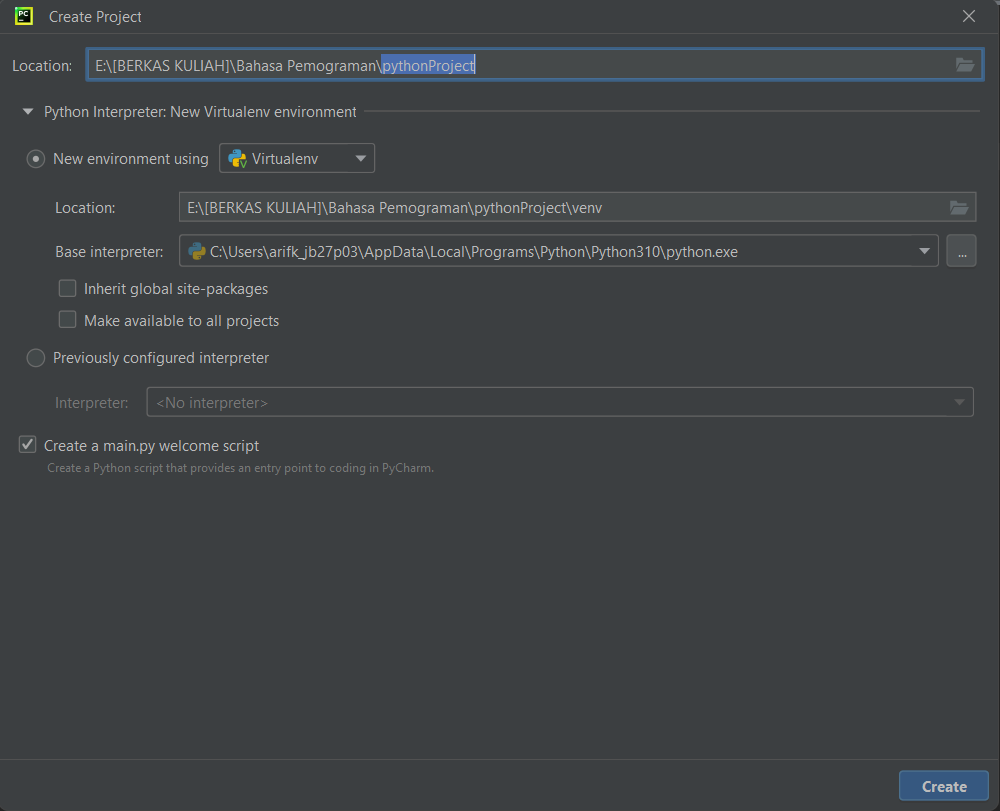 PC Create Project
Location: E:\[BERKAS KULIAH]\Bahasa Pemograman\pythonProject
Python Interpreter: New Virtualenv environment
New environment using Virtualenv
Location: E:\[BERKAS KULIAH]\Bahasa Pemograman\pythonProject\venv
Base interpreter: C:\Users\arifk_jb27p03\AppData\Local\Programs\Python\Python310\python.exe ...
Inherit global site-packages
Make available to all projects
Previously configured interpreter
Interpreter: <No interpreter>
Create a main.py welcome script
Create a Python script that provides an entry point to coding in PyCharm.
Create